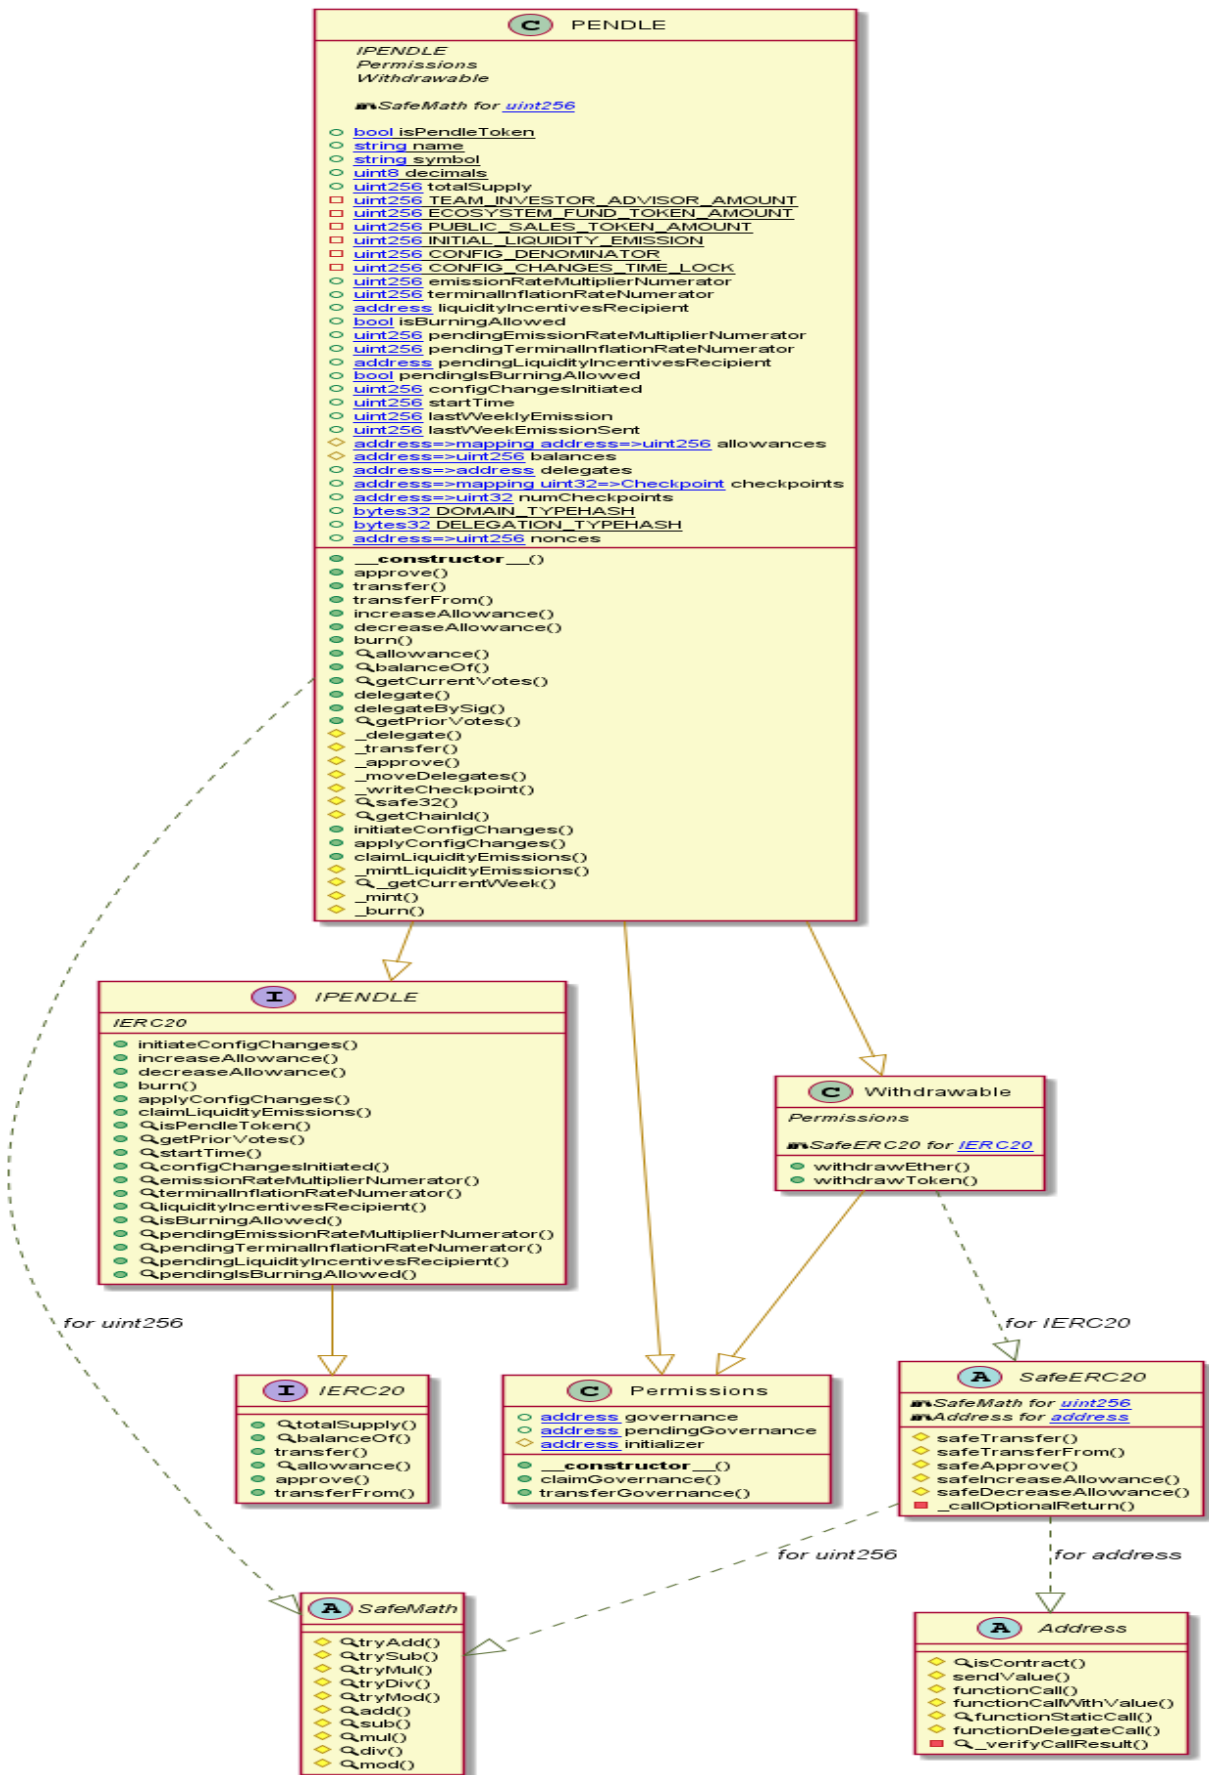 C PENDLE
IPENDLE
Permissions
Withdrawable
SafeMath for uint256
bool isPendleToken
string name
string symbol
uint8 decimals
uint256 totalSupply
uint256 TEAM_INVESTOR_ADVISOR_AMOUNT
uint256 ECOSYSTEM_FUND_TOKEN_AMOUNT
uint256 PUBLIC_SALES_TOKEN_AMOUNT
uint256 INITIAL_LIQUIDITY_EMISSION
uint256 CONFIG_DENOMINATOR
uint256 CONFIG_CHANGES_TIME_LOCK
uint256 emissionRateMultiplierNumerator
uint256 terminalInflationRateNumerator
address liquidityIncentivesRecipient
bool isBurningAllowed
uint256 pendingEmissionRateMultiplierNumerator
uint256 pendingTerminalInflationRateNumerator
address pendingLiquidityIncentivesRecipient
bool pendingIsBurningAllowed
uint256 configChangesInitiated
uint256 startTime
uint256 lastWeeklyEmission
uint256 lastWeekEmissionSent
address=>mapping address=>uint256 allowances
address=>uint256 balances
address=>address delegates
address=>mapping uint32=>Checkpoint checkpoints
address=>uint32 numCheckpoints
bytes32 DOMAIN_TYPEHASH
bytes32 DELEGATION_TYPEHASH
address=>uint256 nonces
__constructor__()
approve()
transfer()
transferFrom()
increaseAllowance()
decreaseAllowance()
burn()
allowance()
balanceOf()
getCurrentVotes()
delegate()
delegateBySig()
getPriorVotes()
_delegate()
_transfer()
_approve()
_moveDelegates()
_writeCheckpoint()
safe32()
getChainId()
initiateConfigChanges()
applyConfigChanges()
claimLiquidityEmissions()
_mintLiquidityEmissions()
_getCurrentWeek()
_mint()
_burn()
I IPENDLE
IERC20
initiateConfigChanges()
increaseAllowance()
decreaseAllowance()
burn()
applyConfigChanges()
claimLiquidityEmissions()
isPendleToken()
getPriorVotes()
startTime()
configChangesInitiated()
emissionRateMultiplierNumerator()
terminalInflationRateNumerator()
liquidityIncentivesRecipient()
isBurningAllowed()
pendingEmissionRateMultiplierNumerator()
pendingTerminalInflationRateNumerator()
pendingLiquidityIncentivesRecipient()
pendingIsBurningAllowed()
C Withdrawable
Permissions
SafeERC20 for IERC20
withdrawEther()
withdrawToken()
for uint256
for IERC20
I IERC20
totalSupply()
balanceOf()
transfer()
allowance()
approve()
transferFrom()
C Permissions
address governance
address pendingGovernance
address initializer
__constructor__()
claimGovernance()
transferGovernance()
A SafeERC20
SafeMath for uint256
Address for address
safeTransfer()
safeTransferFrom()
safeApprove()
safeIncreaseAllowance()
safeDecreaseAllowance()
_callOptionalReturn()
for uint256
for address
A SafeMath
tryAdd()
trySub()
tryMul()
tryDiv()
tryMod()
add()
sub()
mul()
div()
mod()
A Address
isContract()
sendValue()
functionCall()
functionCallWithValue()
functionStaticCall()
functionDelegateCall()
_verifyCallResult()